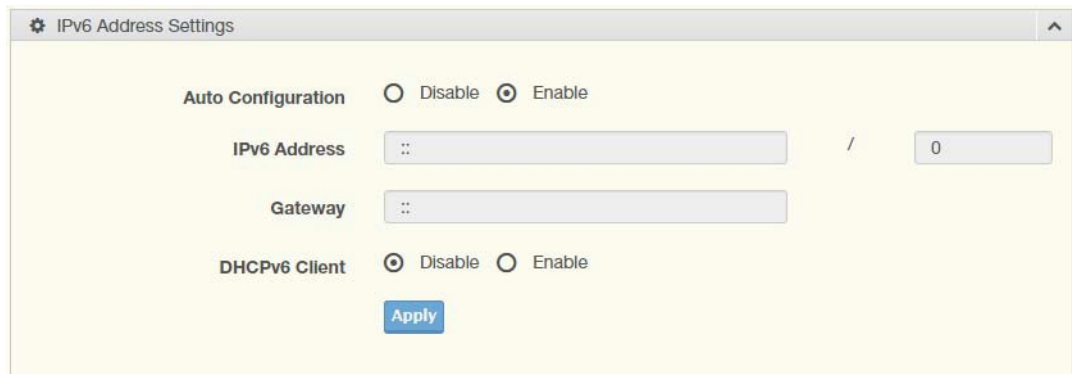 IPv6 Address Settings
Auto Configuration Disable Enable
IPv6 Address :: / 0
Gateway ::
DHCPv6 Client Disable Enable
Apply